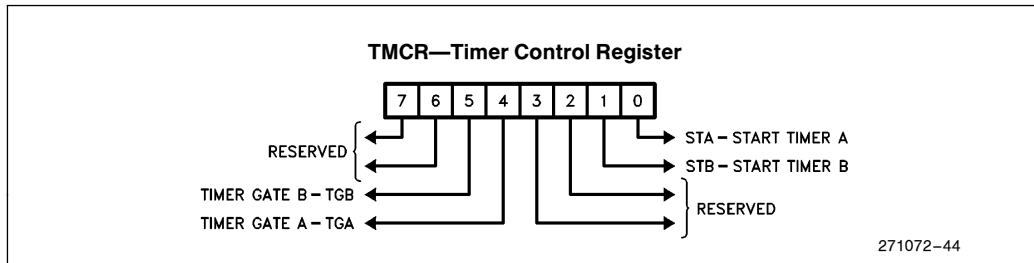 TMCR—Timer Control Register
7 6 5 4 3 2 1 0
STA – START TIMER A
RESERVED
STB – START TIMER B
TIMER GATE B – TGB
RESERVED
TIMER GATE A – TGA
271072–44